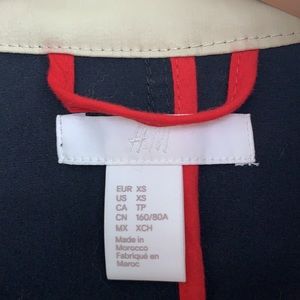 H&M
EUR XS
US XS
CA TP
CN 160/80A
MX XCH
Made in
Morocco
Fabriqué en
Maroc